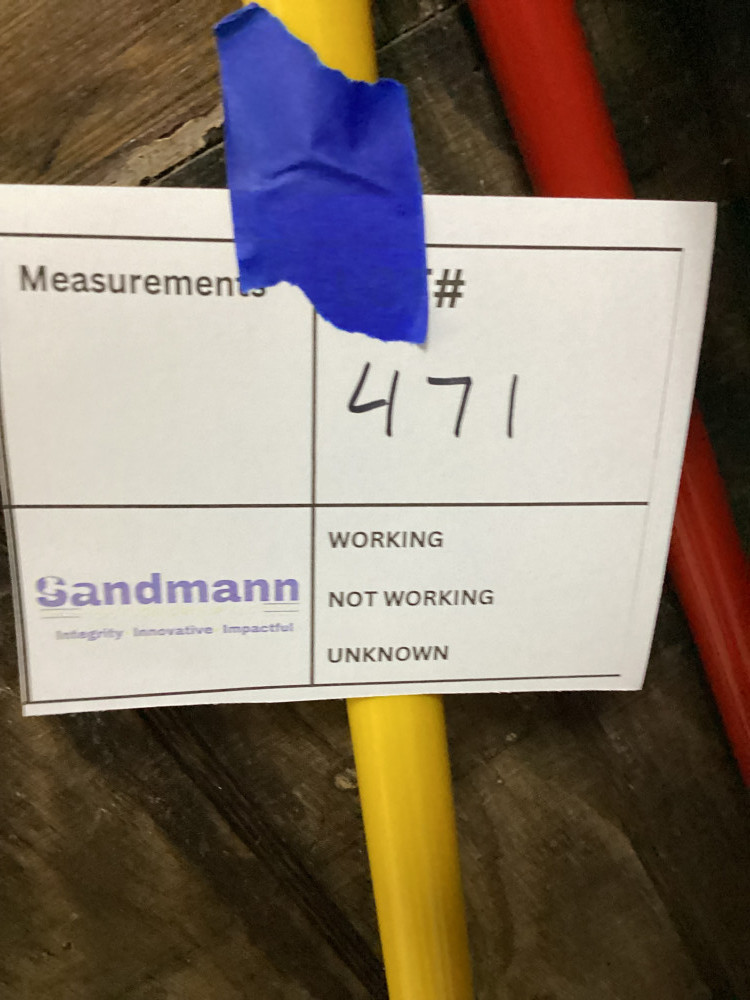 Measurements
#
471
WORKING
NOT WORKING
UNKNOWN
Sandmann
Integrity Innovative Impactful